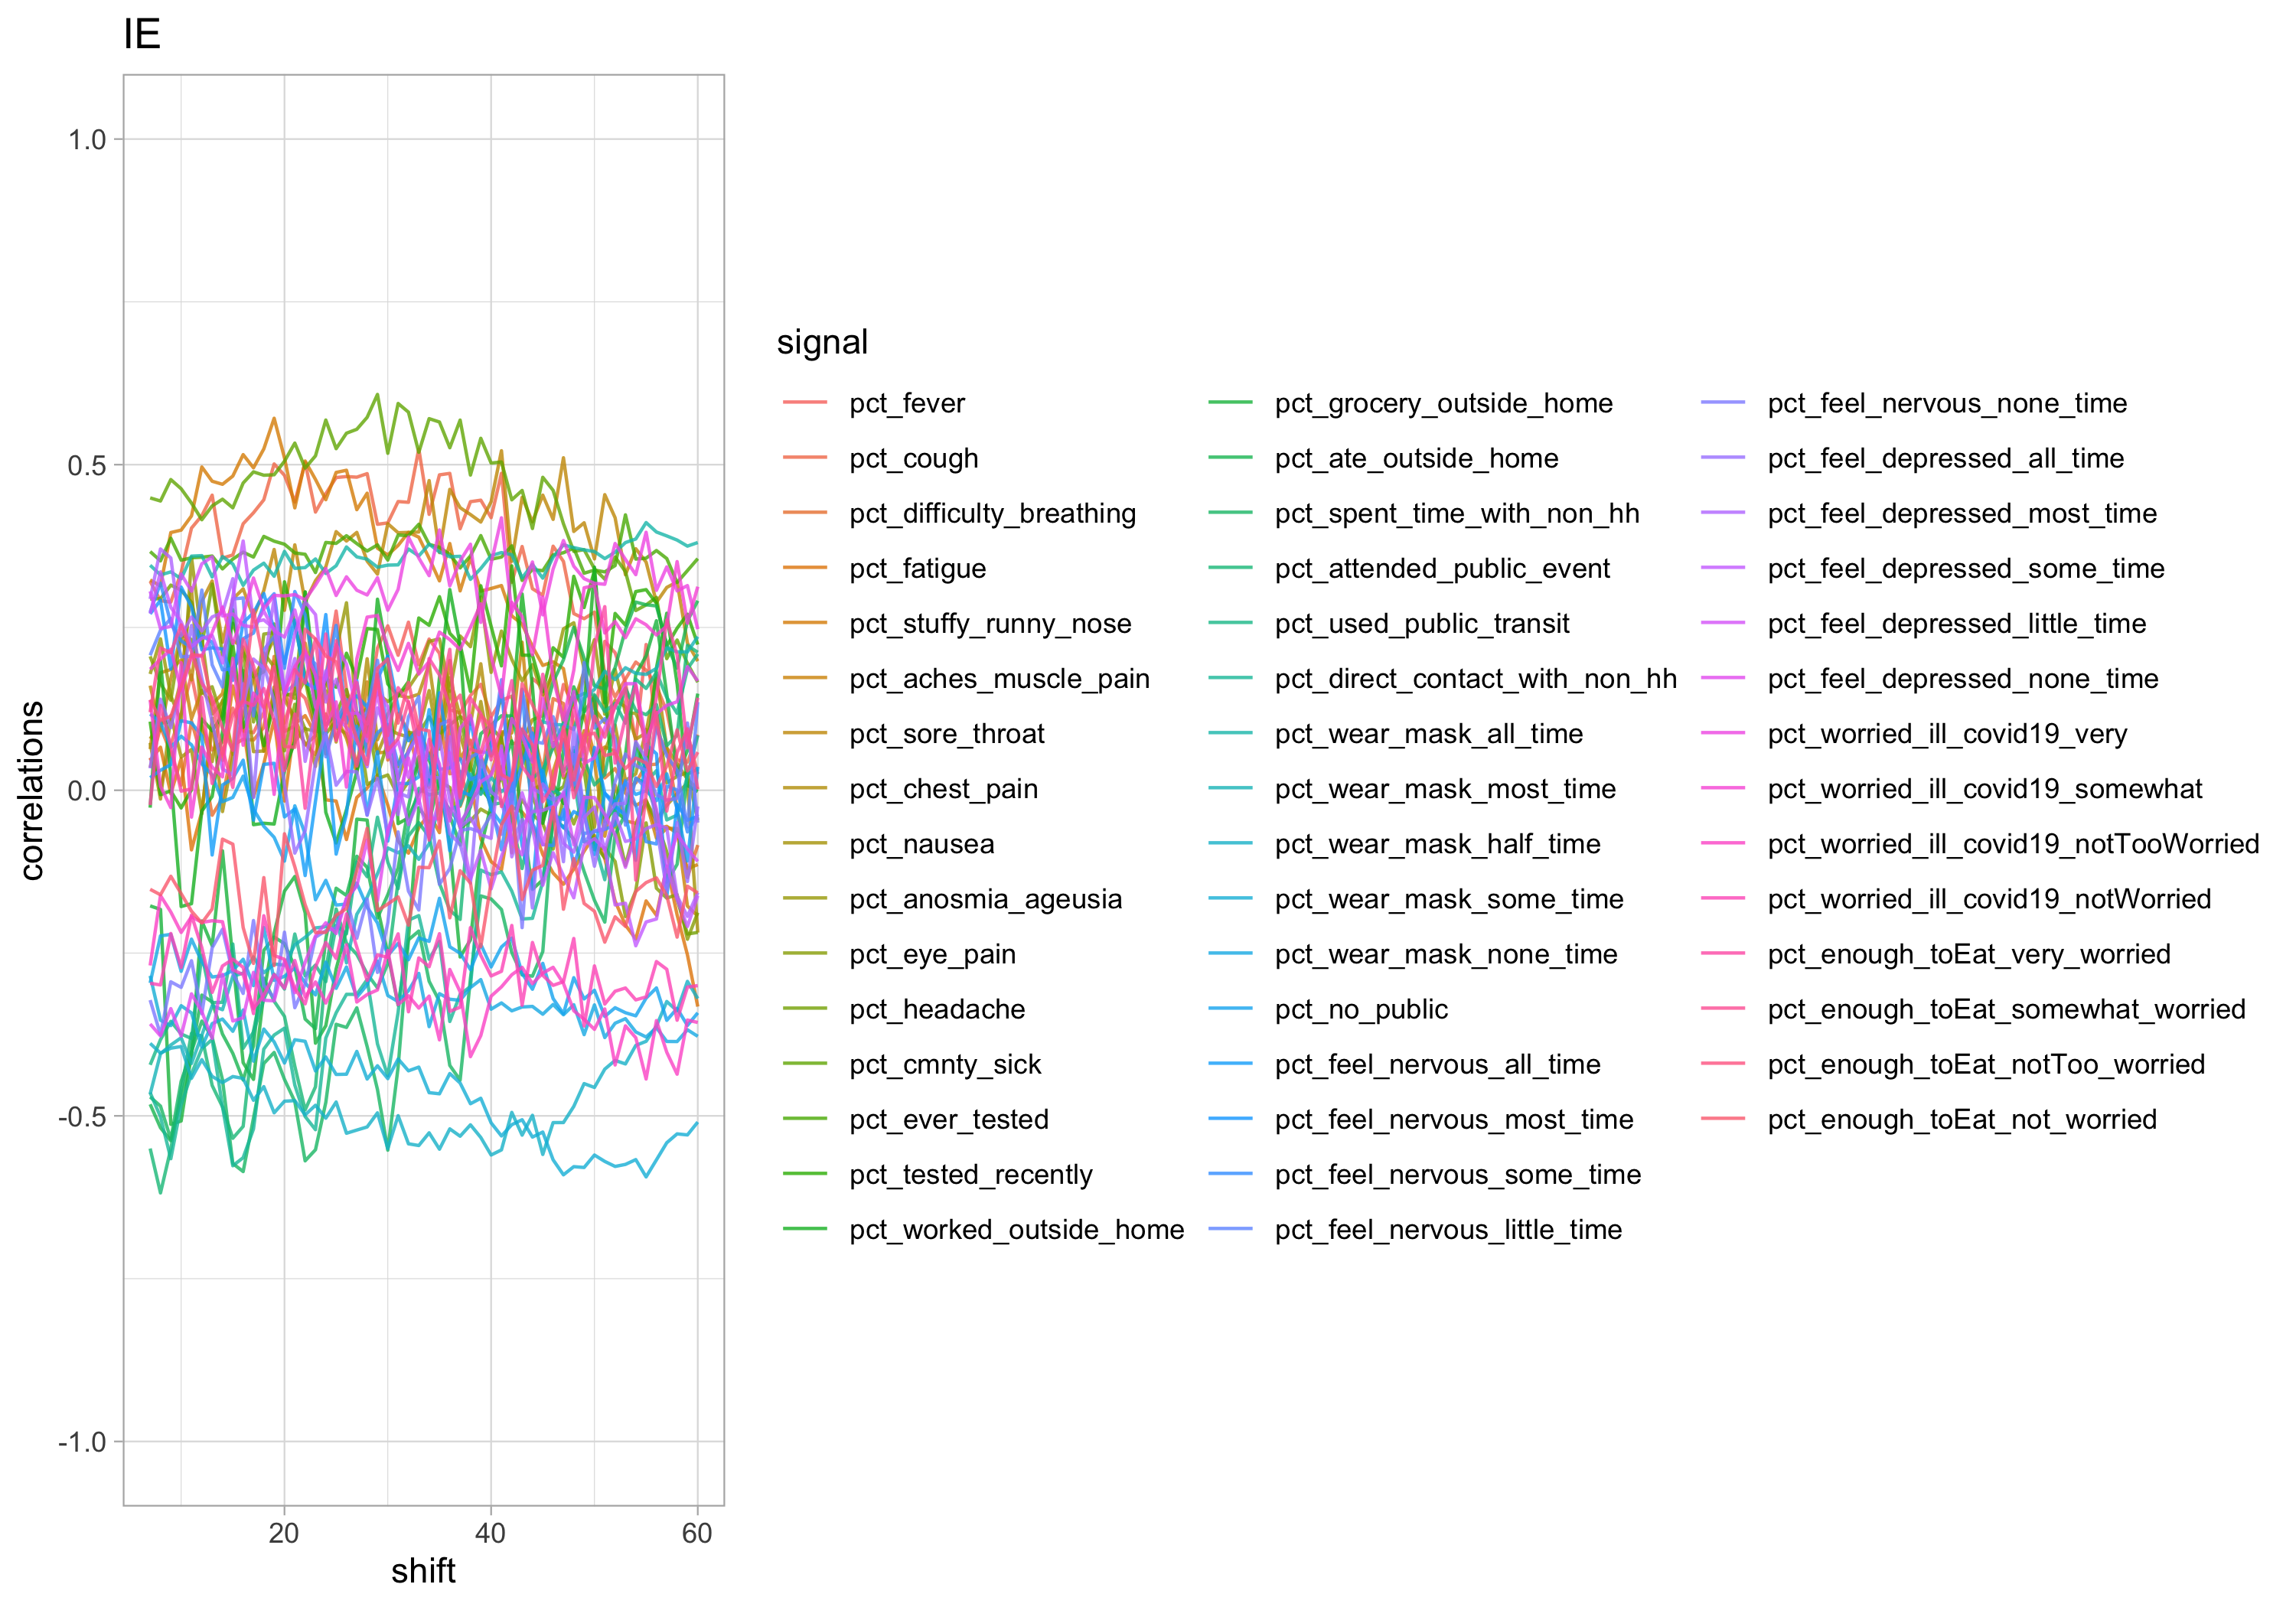 IE
correlations
1.0
0.5
0.0
-0.5
-1.0
20
40
60
shift
signal
pct_fever
pct_cough
pct_difficulty_breathing
pct_fatigue
pct_stuffy_runny_nose
pct_aches_muscle_pain
pct_sore_throat
pct_chest_pain
pct_nausea
pct_anosmia_ageusia
pct_eye_pain
pct_headache
pct_cmnty_sick
pct_ever_tested
pct_tested_recently
pct_worked_outside_home
pct_grocery_outside_home
pct_ate_outside_home
pct_spent_time_with_non_hh
pct_attended_public_event
pct_used_public_transit
pct_direct_contact_with_non_hh
pct_wear_mask_all_time
pct_wear_mask_most_time
pct_wear_mask_half_time
pct_wear_mask_some_time
pct_wear_mask_none_time
pct_no_public
pct_feel_nervous_all_time
pct_feel_nervous_most_time
pct_feel_nervous_some_time
pct_feel_nervous_little_time
pct_feel_nervous_none_time
pct_feel_depressed_all_time
pct_feel_depressed_most_time
pct_feel_depressed_some_time
pct_feel_depressed_little_time
pct_feel_depressed_none_time
pct_worried_ill_covid19_very
pct_worried_ill_covid19_somewhat
pct_worried_ill_covid19_notTooWorried
pct_worried_ill_covid19_notWorried
pct_enough_toEat_very_worried
pct_enough_toEat_somewhat_worried
pct_enough_toEat_notToo_worried
pct_enough_toEat_not_worried